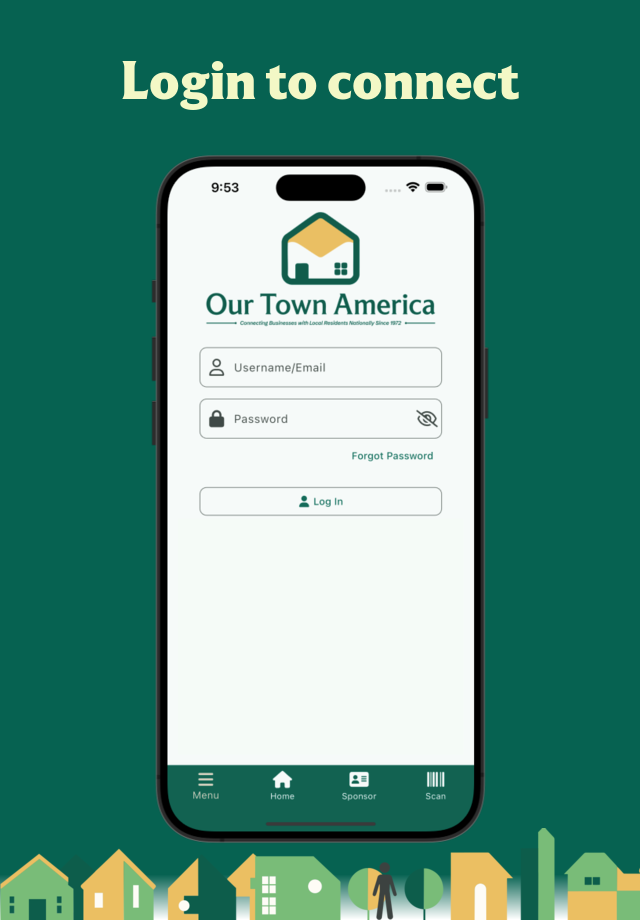 Login to connect
9:53
Our Town America
Connecting Businesses with Local Residents Nationally Since 1972
Username/Email
Password
Forgot Password
Log In
Menu Home Sponsor Scan